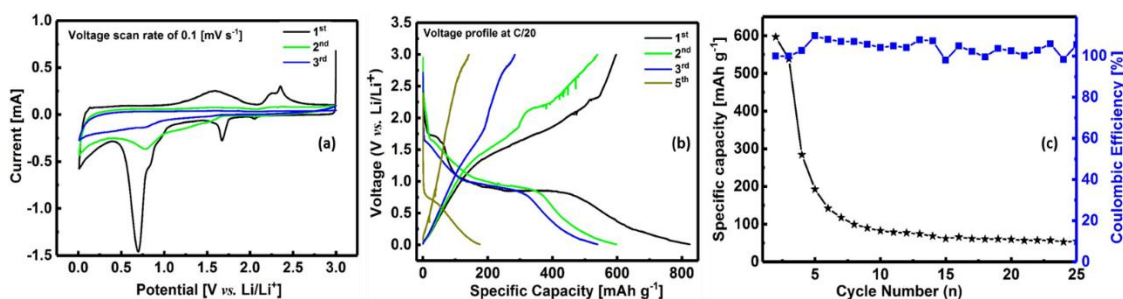 Voltage scan rate of 0.1 [mV s⁻¹]
1st
2nd
3rd
(a)
Current [mA]
1.0
0.5
0.0
-0.5
-1.0
-1.5
0.0 0.5 1.0 1.5 2.0 2.5 3.0
Potential [V vs. Li/Li⁺]
Voltage profile at C/20
1st
2nd
3rd
5th
(b)
Voltage (V vs. Li/Li⁺)
3.5
3.0
2.5
2.0
1.5
1.0
0.5
0.0
0 200 400 600 800
Specific Capacity [mAh g⁻¹]
(c)
Specific capacity [mAh g⁻¹]
600
500
400
300
200
100
0
5 10 15 20 25
Cycle Number (n)
100
80
60
40
20
0
Coulombic Efficiency [%]